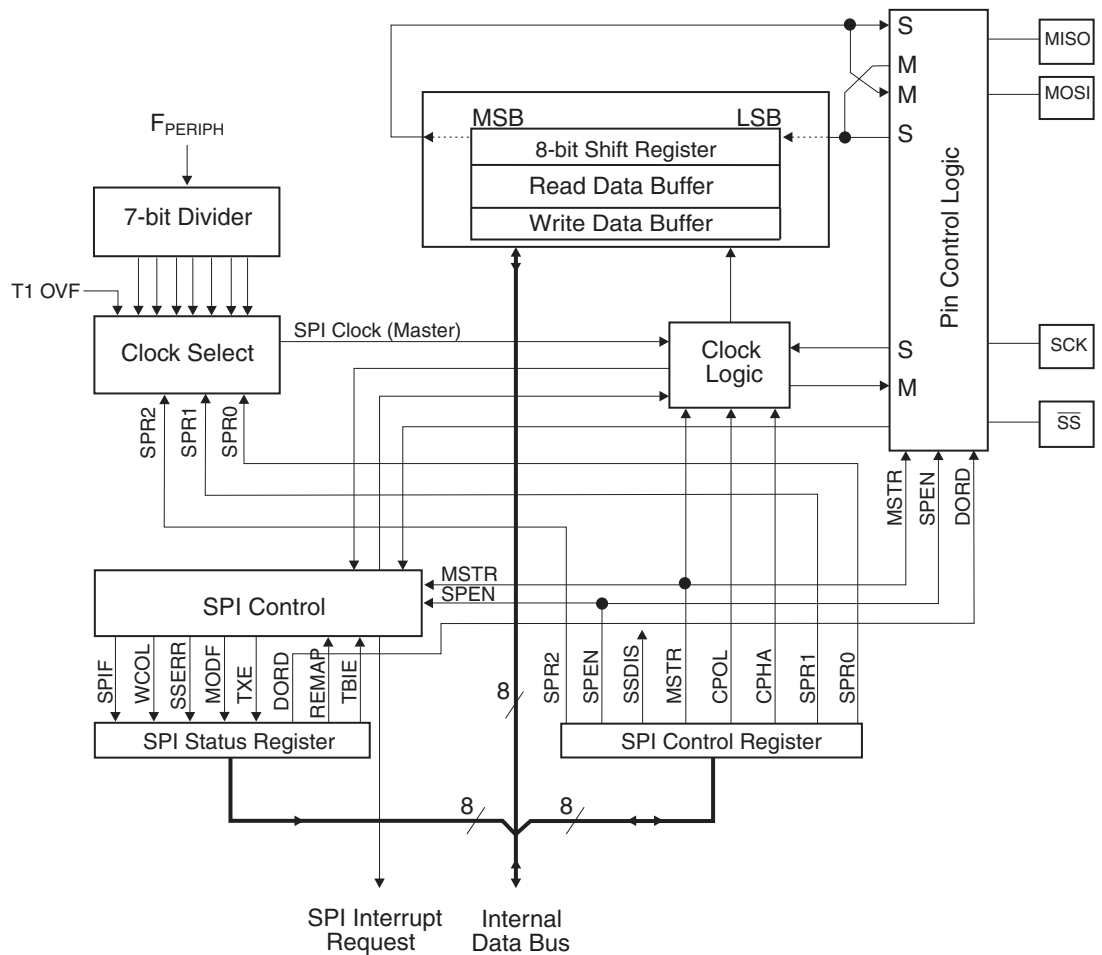 S
MISO
M
M
MOSI
MSB
LSB
S
8-bit Shift Register
Read Data Buffer
Write Data Buffer
Pin Control Logic
FPERIPH
7-bit Divider
T1 OVF
Clock Select
SPI Clock (Master)
Clock
Logic
S
M
SCK
SS
SPR2
SPR1
SPR0
MSTR
SPEN
DORD
MSTR
SPEN
SPI Control
SPIF
WCOL
SSERR
MODF
TXE
DORD
REMAP
TBIE
8
SPR2
SPEN
SSDIS
MSTR
CPOL
CPHA
SPR1
SPR0
SPI Status Register
SPI Control Register
8
8
SPI Interrupt
Request
Internal
Data Bus